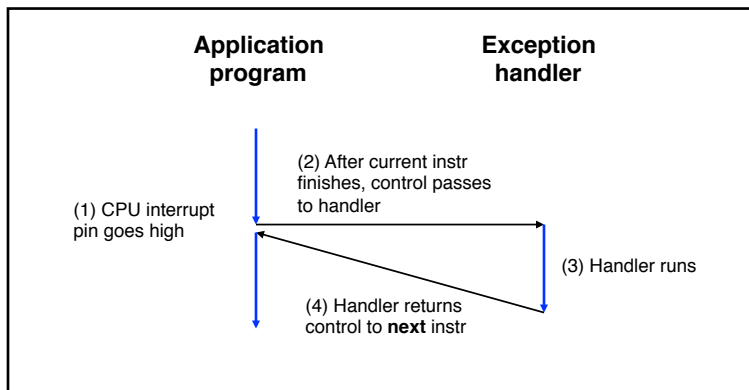 Application
program
Exception
handler
(1) CPU interrupt
pin goes high
(2) After current instr
finishes, control passes
to handler
(3) Handler runs
(4) Handler returns
control to next instr